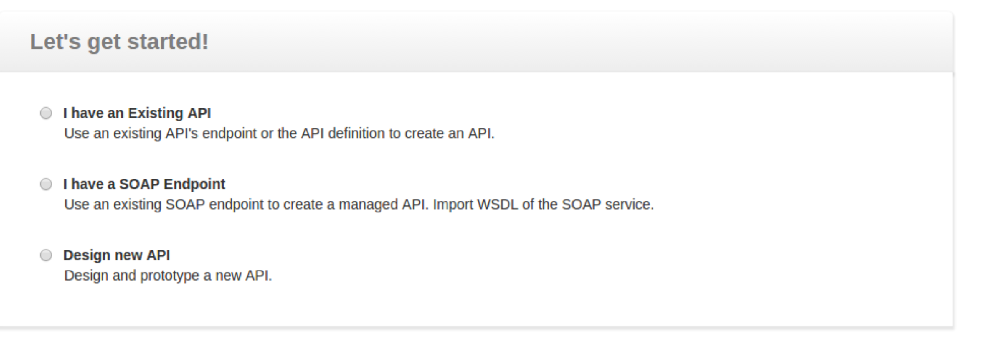 Let's get started!
I have an Existing API
Use an existing API's endpoint or the API definition to create an API.
I have a SOAP Endpoint
Use an existing SOAP endpoint to create a managed API. Import WSDL of the SOAP service.
Design new API
Design and prototype a new API.